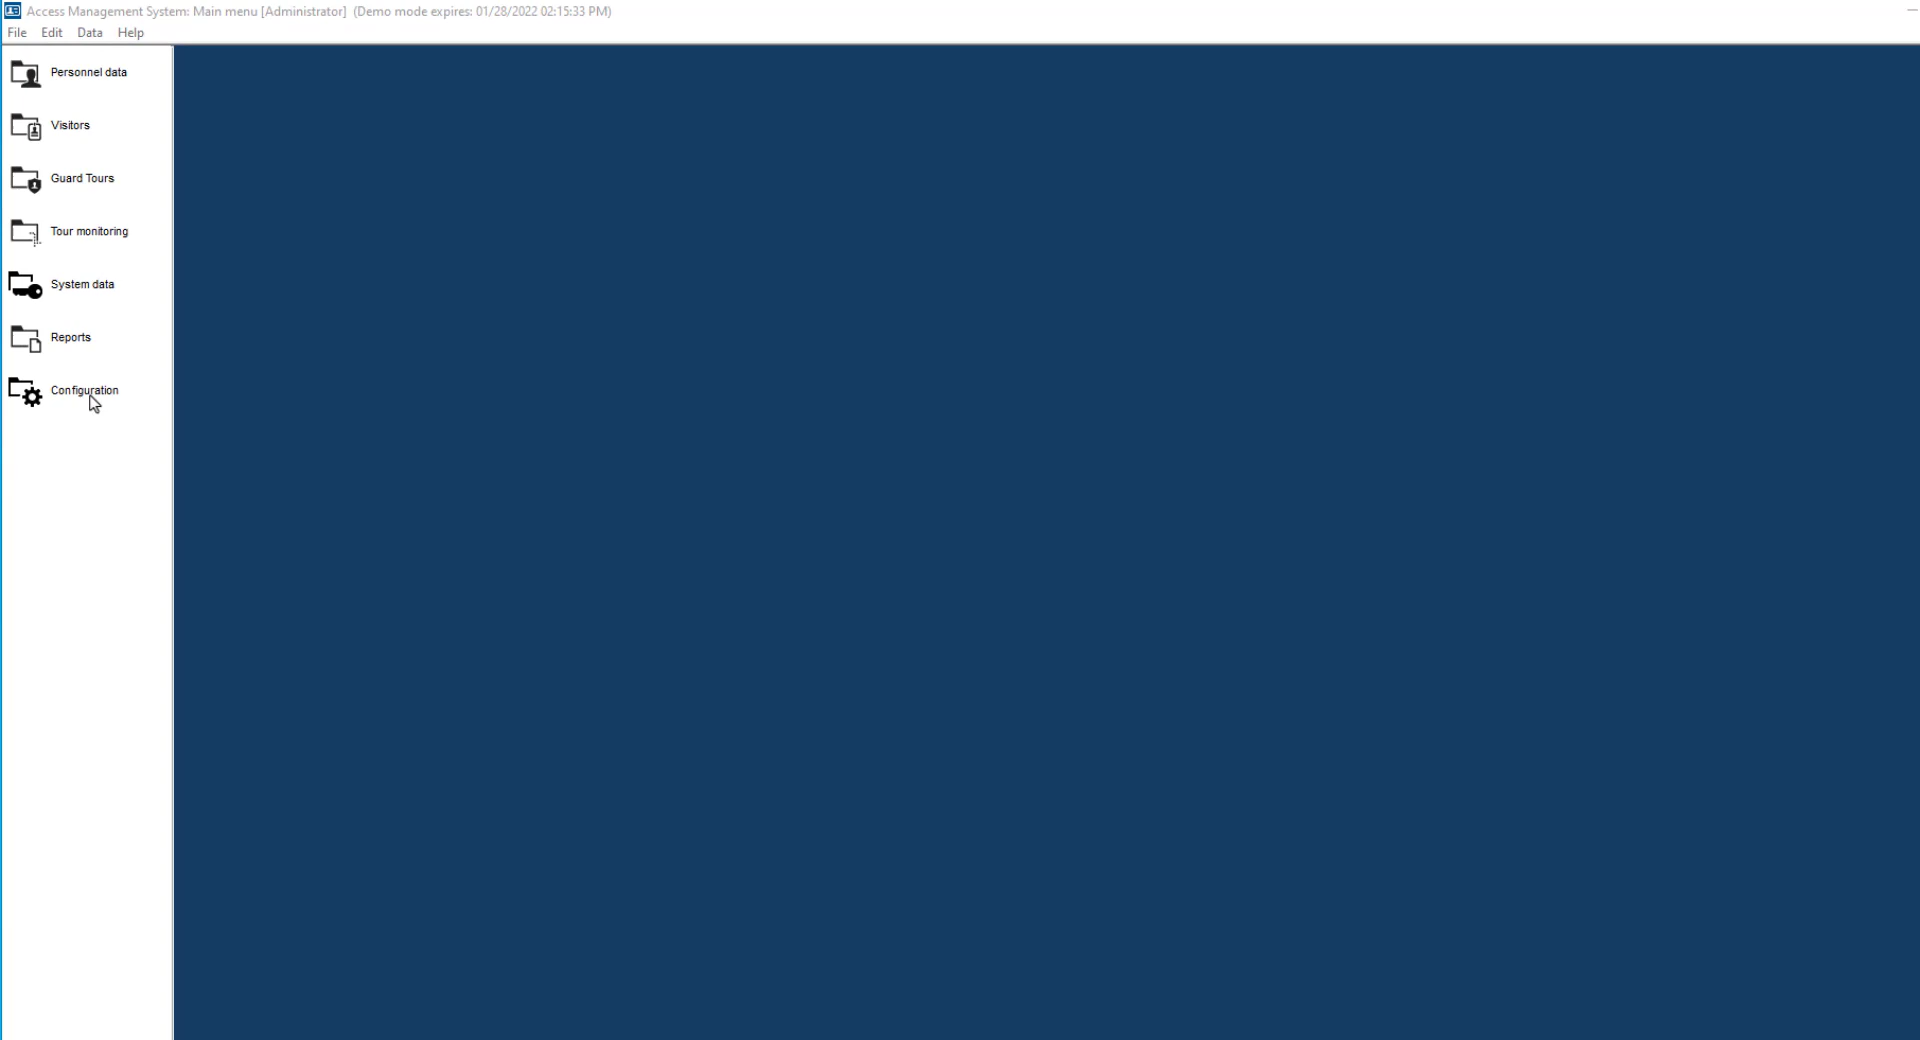 Access Management System: Main menu [Administrator] (Demo mode expires: 01/28/2022 02:15:33 PM)
File Edit Data Help
Personnel data
Visitors
Guard Tours
Tour monitoring
System data
Reports
Configuration